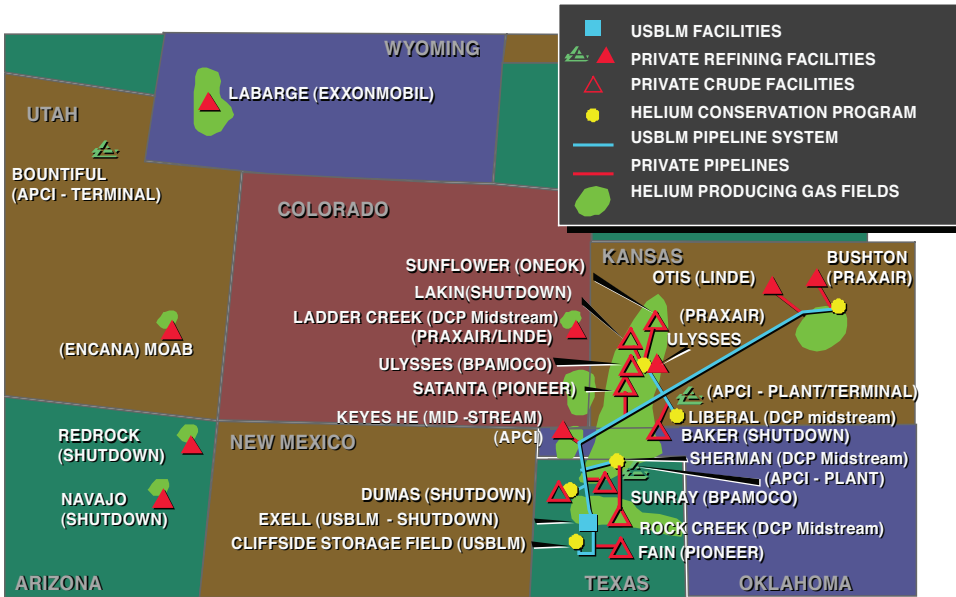 WYOMING
LABARGE (EXXONMOBIL)
UTAH
BOUNTIFUL
(APCI - TERMINAL)
USBLM FACILITIES
PRIVATE REFINING FACILITIES
PRIVATE CRUDE FACILITIES
HELIUM CONSERVATION PROGRAM
USBLM PIPELINE SYSTEM
PRIVATE PIPELINES
HELIUM PRODUCING GAS FIELDS
COLORADO
KANSAS
SUNFLOWER (ONEOK)
LAKIN(SHUTDOWN)
LADDER CREEK (DCP Midstream)
(PRAXAIR/LINDE)
ULYSSES (BPAMOCO)
SATANTA (PIONEER)
KEYES HE (MID -STREAM)
(APCI)
OTIS (LINDE)
BUSHTON
(PRAXAIR)
(PRAXAIR)
ULYSSES
(APCI - PLANT/TERMINAL)
LIBERAL (DCP midstream)
BAKER (SHUTDOWN)
SHERMAN (DCP Midstream)
(APCI - PLANT)
SUNRAY (BPAMOCO)
ROCK CREEK (DCP Midstream)
FAIN (PIONEER)
(ENCANA) MOAB
REDROCK
(SHUTDOWN)
NAVAJO
(SHUTDOWN)
NEW MEXICO
DUMAS (SHUTDOWN)
EXELL (USBLM - SHUTDOWN)
CLIFFSIDE STORAGE FIELD (USBLM)
ARIZONA
TEXAS
OKLAHOMA